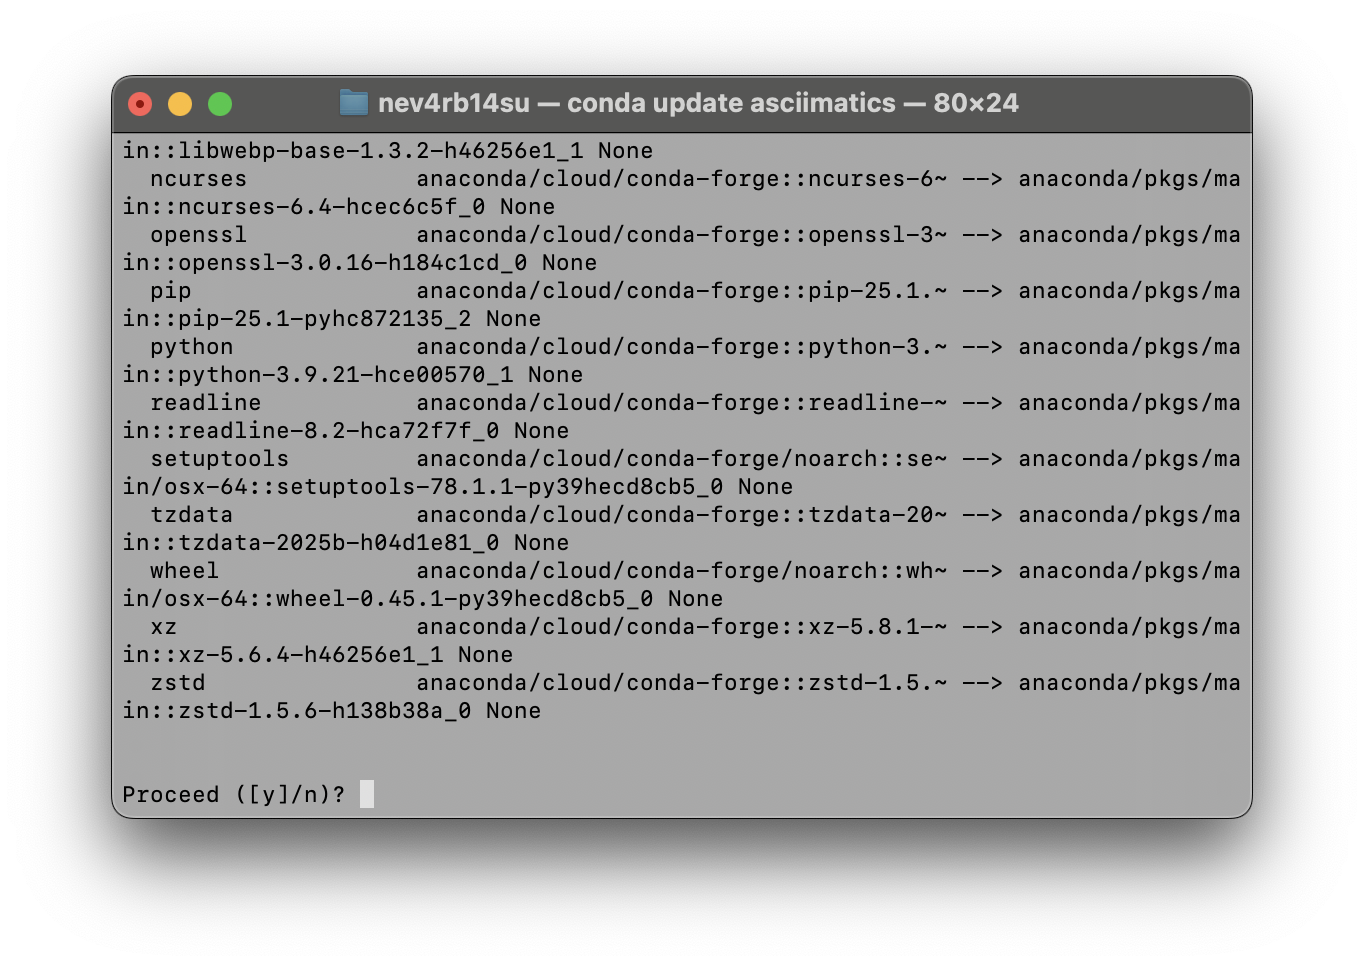 nev4rb14su — conda update asciimatics — 80×24
in::libwebp-base-1.3.2-h46256e1_1 None
  ncurses            anaconda/cloud/conda-forge::ncurses-6~ --> anaconda/pkgs/ma
in::ncurses-6.4-hcec6c5f_0 None
  openssl            anaconda/cloud/conda-forge::openssl-3~ --> anaconda/pkgs/ma
in::openssl-3.0.16-h184c1cd_0 None
  pip                anaconda/cloud/conda-forge::pip-25.1.~ --> anaconda/pkgs/ma
in::pip-25.1-pyhc872135_2 None
  python             anaconda/cloud/conda-forge::python-3.~ --> anaconda/pkgs/ma
in::python-3.9.21-hce00570_1 None
  readline           anaconda/cloud/conda-forge::readline-~ --> anaconda/pkgs/ma
in::readline-8.2-hca72f7f_0 None
  setuptools         anaconda/cloud/conda-forge/noarch::se~ --> anaconda/pkgs/ma
in/osx-64::setuptools-78.1.1-py39hecd8cb5_0 None
  tzdata             anaconda/cloud/conda-forge::tzdata-20~ --> anaconda/pkgs/ma
in::tzdata-2025b-h04d1e81_0 None
  wheel              anaconda/cloud/conda-forge/noarch::wh~ --> anaconda/pkgs/ma
in/osx-64::wheel-0.45.1-py39hecd8cb5_0 None
  xz                 anaconda/cloud/conda-forge::xz-5.8.1-~ --> anaconda/pkgs/ma
in::xz-5.6.4-h46256e1_1 None
  zstd               anaconda/cloud/conda-forge::zstd-1.5.~ --> anaconda/pkgs/ma
in::zstd-1.5.6-h138b38a_0 None
Proceed ([y]/n)?